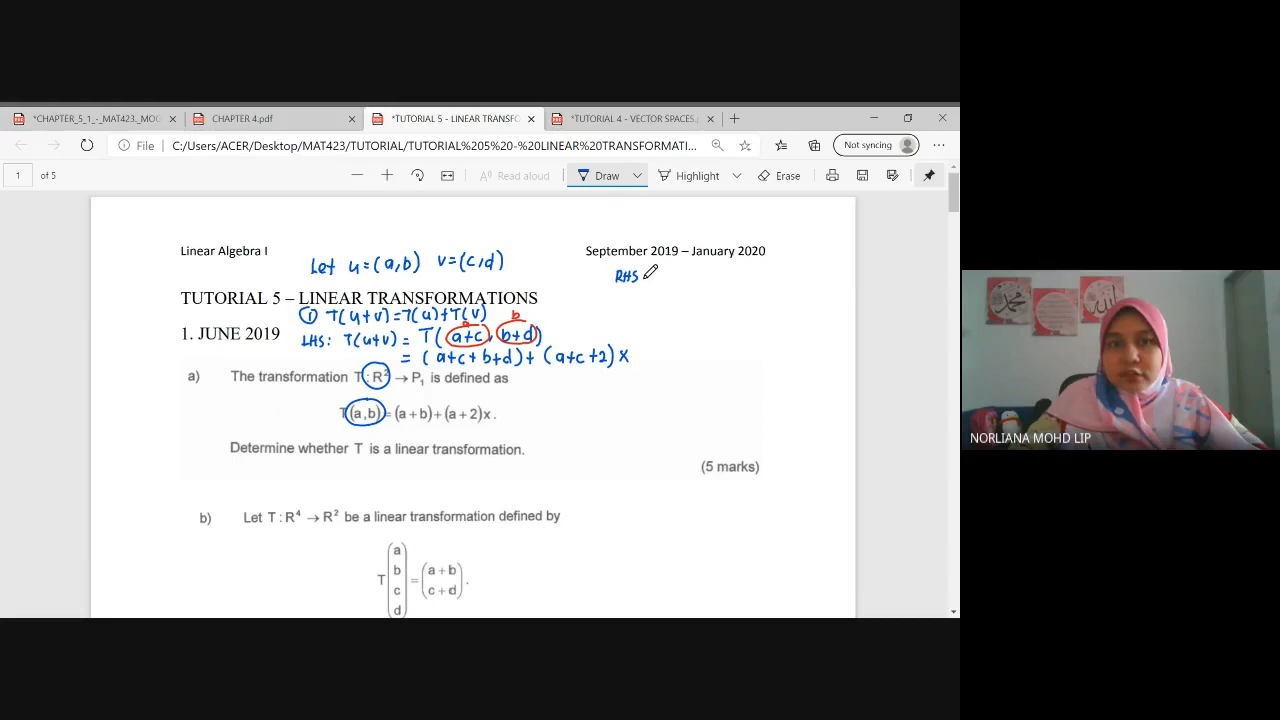 *CHAPTER_5_1_-_MAT423._MOD
CHAPTER 4.pdf
*TUTORIAL 5 - LINEAR TRANSFO
*TUTORIAL 4 - VECTOR SPACES.p
File
C:/Users/ACER/Desktop/MAT423/TUTORIAL/TUTORIAL%205%20-%20LINEAR%20TRANSFORMATI...
Not syncing
1 of 5
Read aloud
Draw
Highlight
Erase
Linear Algebra I
September 2019 – January 2020
Let u=(a,b) v=(c,d)
RHS
TUTORIAL 5 – LINEAR TRANSFORMATIONS
① T(u+v)=T(u)+T(v)
a b
1. JUNE 2019
LHS: T(u+v) = T(a+c, b+d)
= (a+c+b+d)+(a+c+2)x
a) The transformation T:R² → P₁ is defined as
T(a,b)=(a+b)+(a+2)x.
Determine whether T is a linear transformation.
(5 marks)
NORLIANA MOHD LIP
b) Let T:R⁴ → R² be a linear transformation defined by
a
b a+b
T =
c c+d .
d